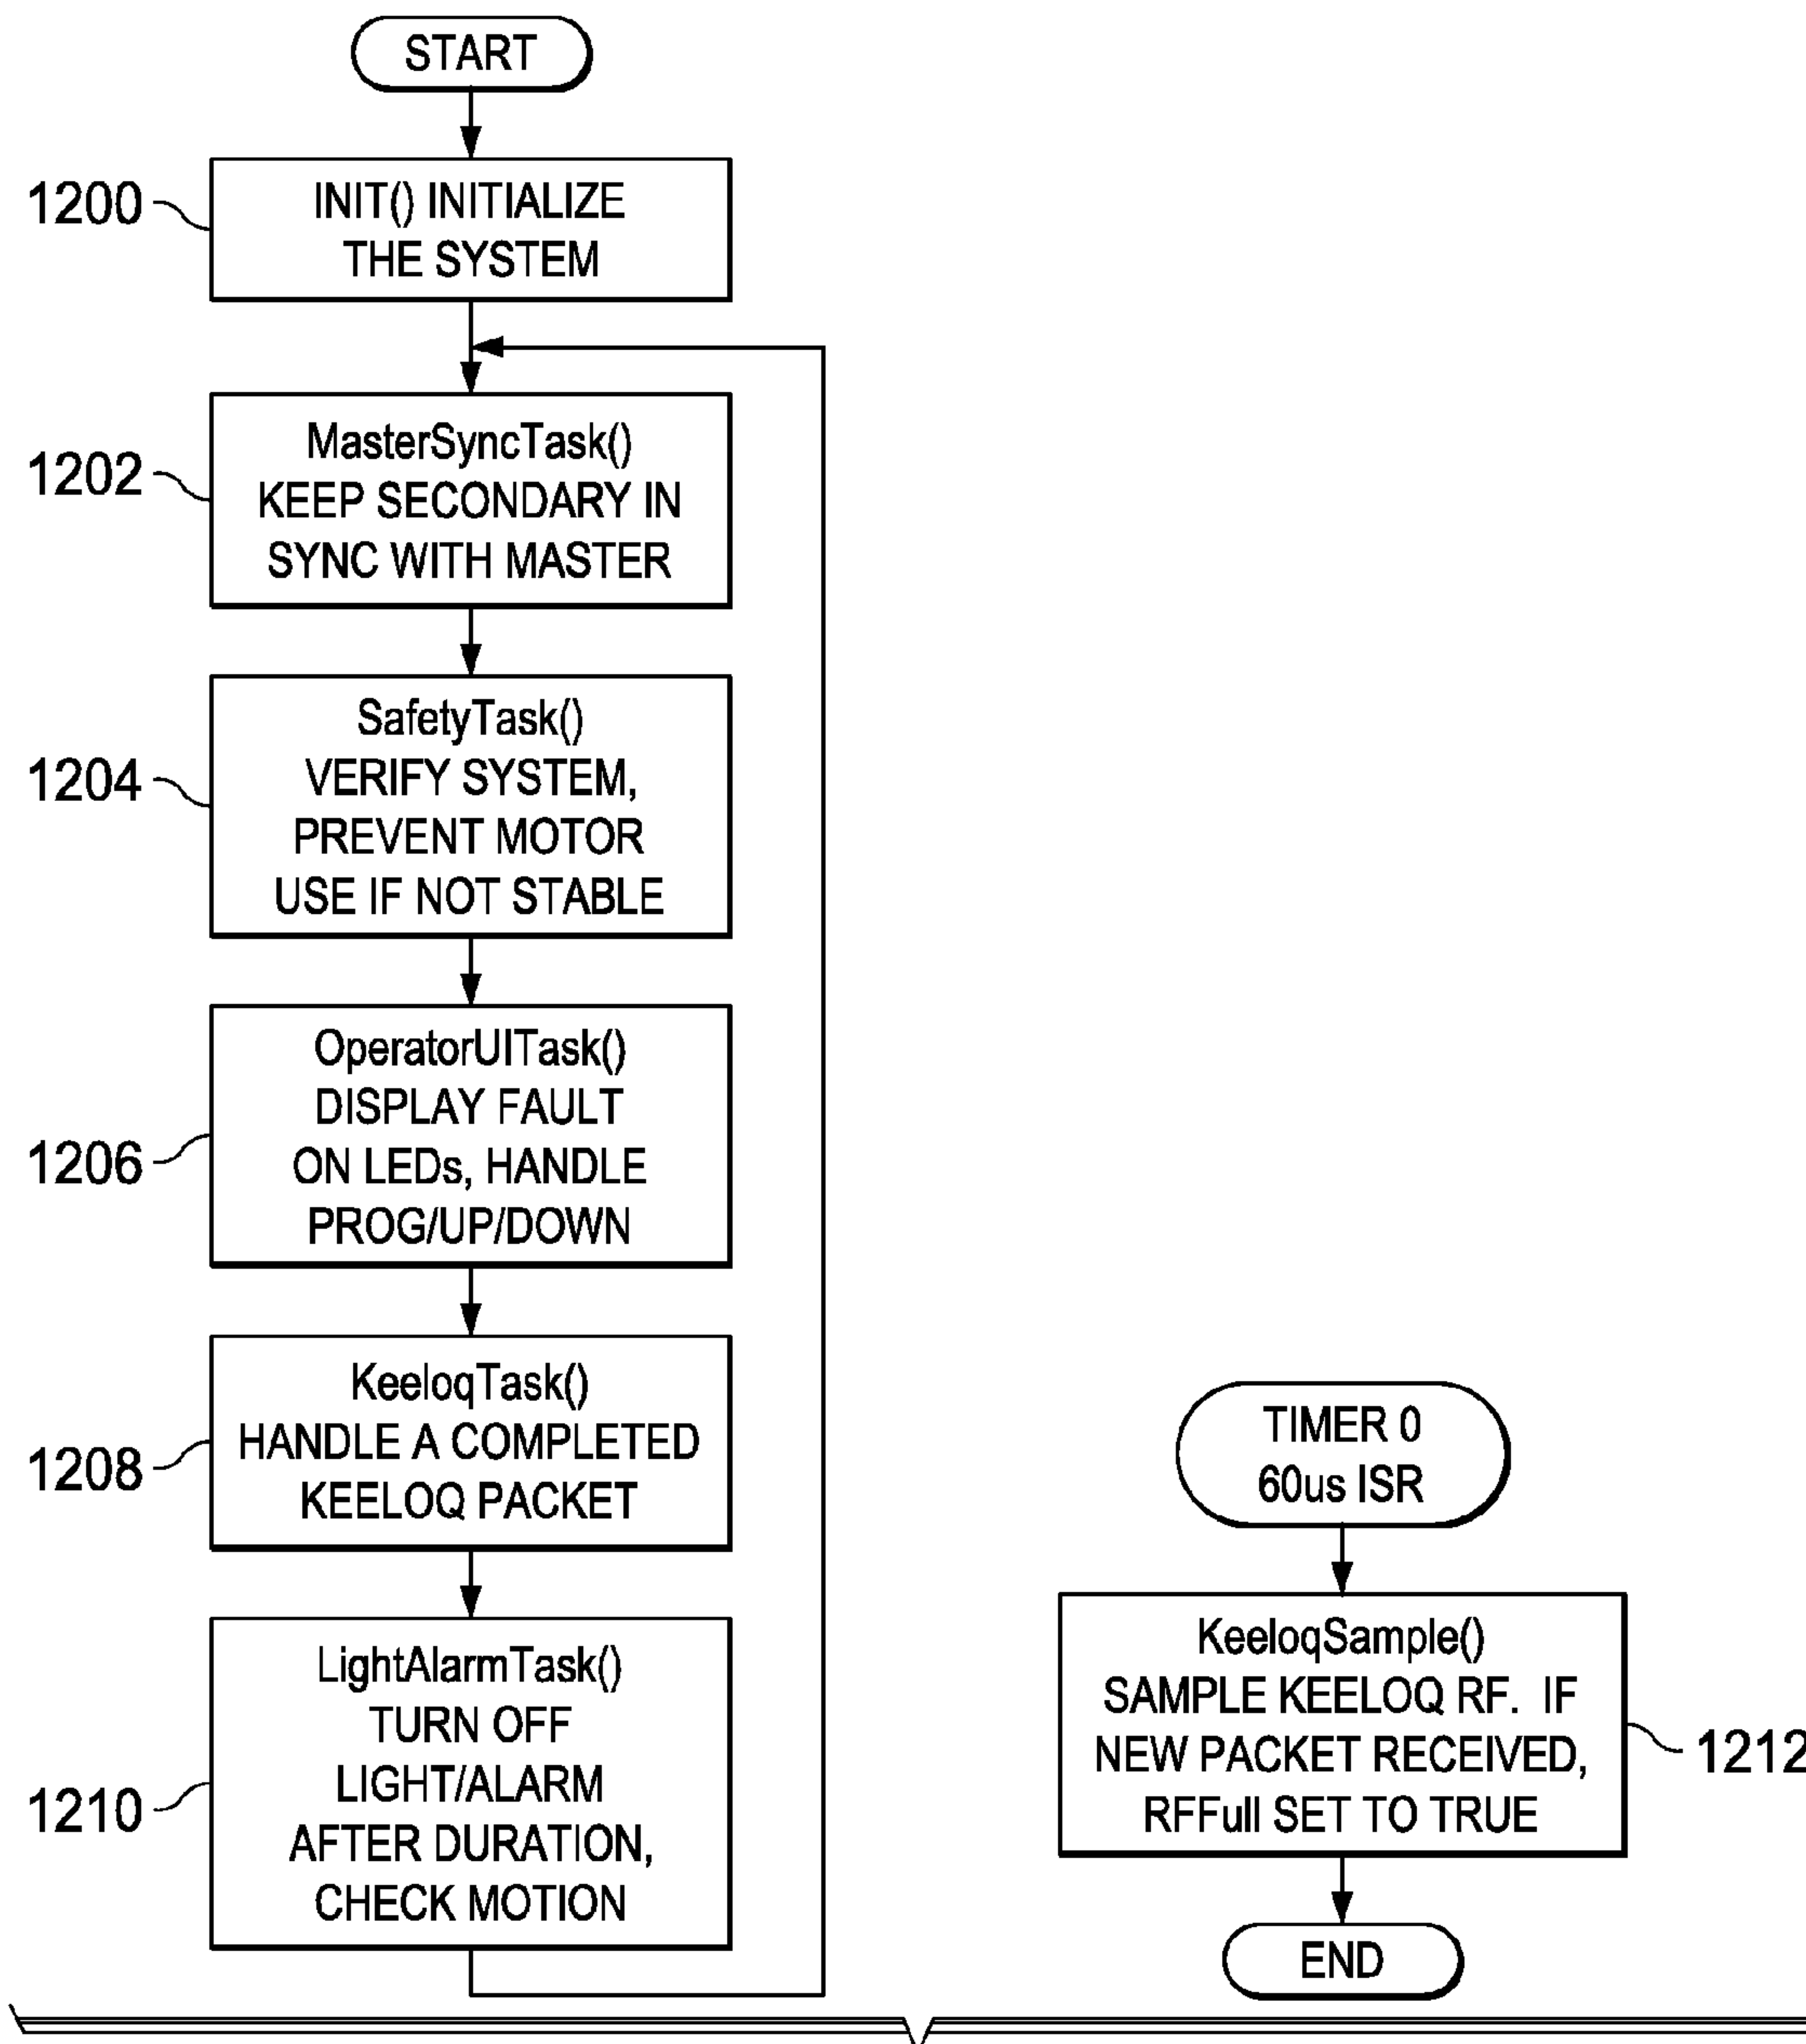 START
1200
INIT() INITIALIZE
THE SYSTEM
1202
MasterSyncTask()
KEEP SECONDARY IN
SYNC WITH MASTER
1204
SafetyTask()
VERIFY SYSTEM,
PREVENT MOTOR
USE IF NOT STABLE
1206
OperatorUITask()
DISPLAY FAULT
ON LEDs, HANDLE
PROG/UP/DOWN
1208
KeeloqTask()
HANDLE A COMPLETED
KEELOQ PACKET
1210
LightAlarmTask()
TURN OFF
LIGHT/ALARM
AFTER DURATION,
CHECK MOTION
TIMER 0
60us ISR
KeeloqSample()
SAMPLE KEELOQ RF. IF
NEW PACKET RECEIVED,
RFFull SET TO TRUE
1212
END